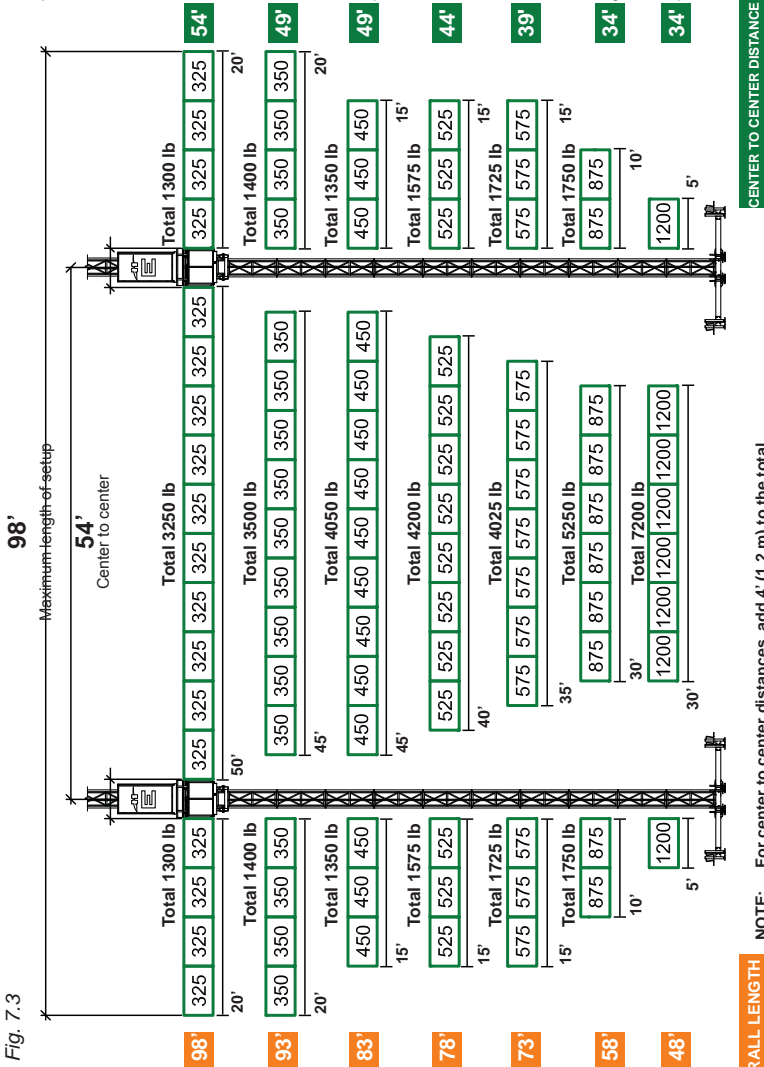 Fig. 7.3
98'
Maximum length of setup
54'
Center to center
Total 1300 lb Total 3250 lb Total 1300 lb
98' 325 325 325 325 325 325 325 325 325 325 325 325 325 325 325 325 325 325 54'
20' 50' 20'
Total 1400 lb Total 3500 lb Total 1400 lb
93' 350 350 350 350 350 350 350 350 350 350 350 350 350 350 350 350 350 49'
20' 45' 20'
Total 1350 lb Total 4050 lb Total 1350 lb
83' 450 450 450 450 450 450 450 450 450 450 450 450 450 450 450 49'
15' 45' 15'
Total 1575 lb Total 4200 lb Total 1575 lb
78' 525 525 525 525 525 525 525 525 525 525 525 525 525 525 44'
15' 40' 15'
Total 1725 lb Total 4025 lb Total 1725 lb
73' 575 575 575 575 575 575 575 575 575 575 575 575 575 39'
15' 35' 15'
Total 1750 lb Total 5250 lb Total 1750 lb
58' 875 875 875 875 875 875 875 875 875 875 34'
10' 30' 10'
Total 7200 lb
48' 1200 1200 1200 1200 1200 1200 1200 1200 34'
5' 30' 5'
RALL LENGTH
NOTE: For center to center distances, add 4' (1.2 m) to the total
CENTER TO CENTER DISTANCE